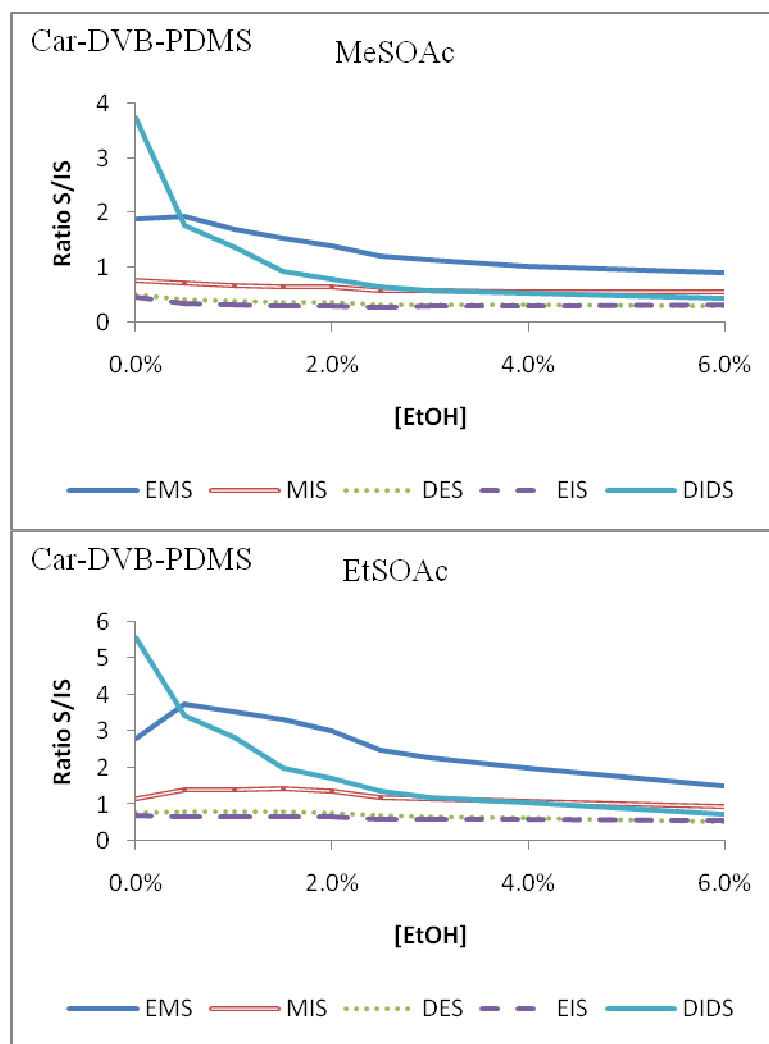 Car-DVB-PDMS
MeSOAc
4
3
2
1
0
Ratio S/IS
0.0% 2.0% 4.0% 6.0%
[EtOH]
EMS MIS DES EIS DIDS
Car-DVB-PDMS
EtSOAc
6
5
4
3
2
1
0
Ratio S/IS
0.0% 2.0% 4.0% 6.0%
[EtOH]
EMS MIS DES EIS DIDS